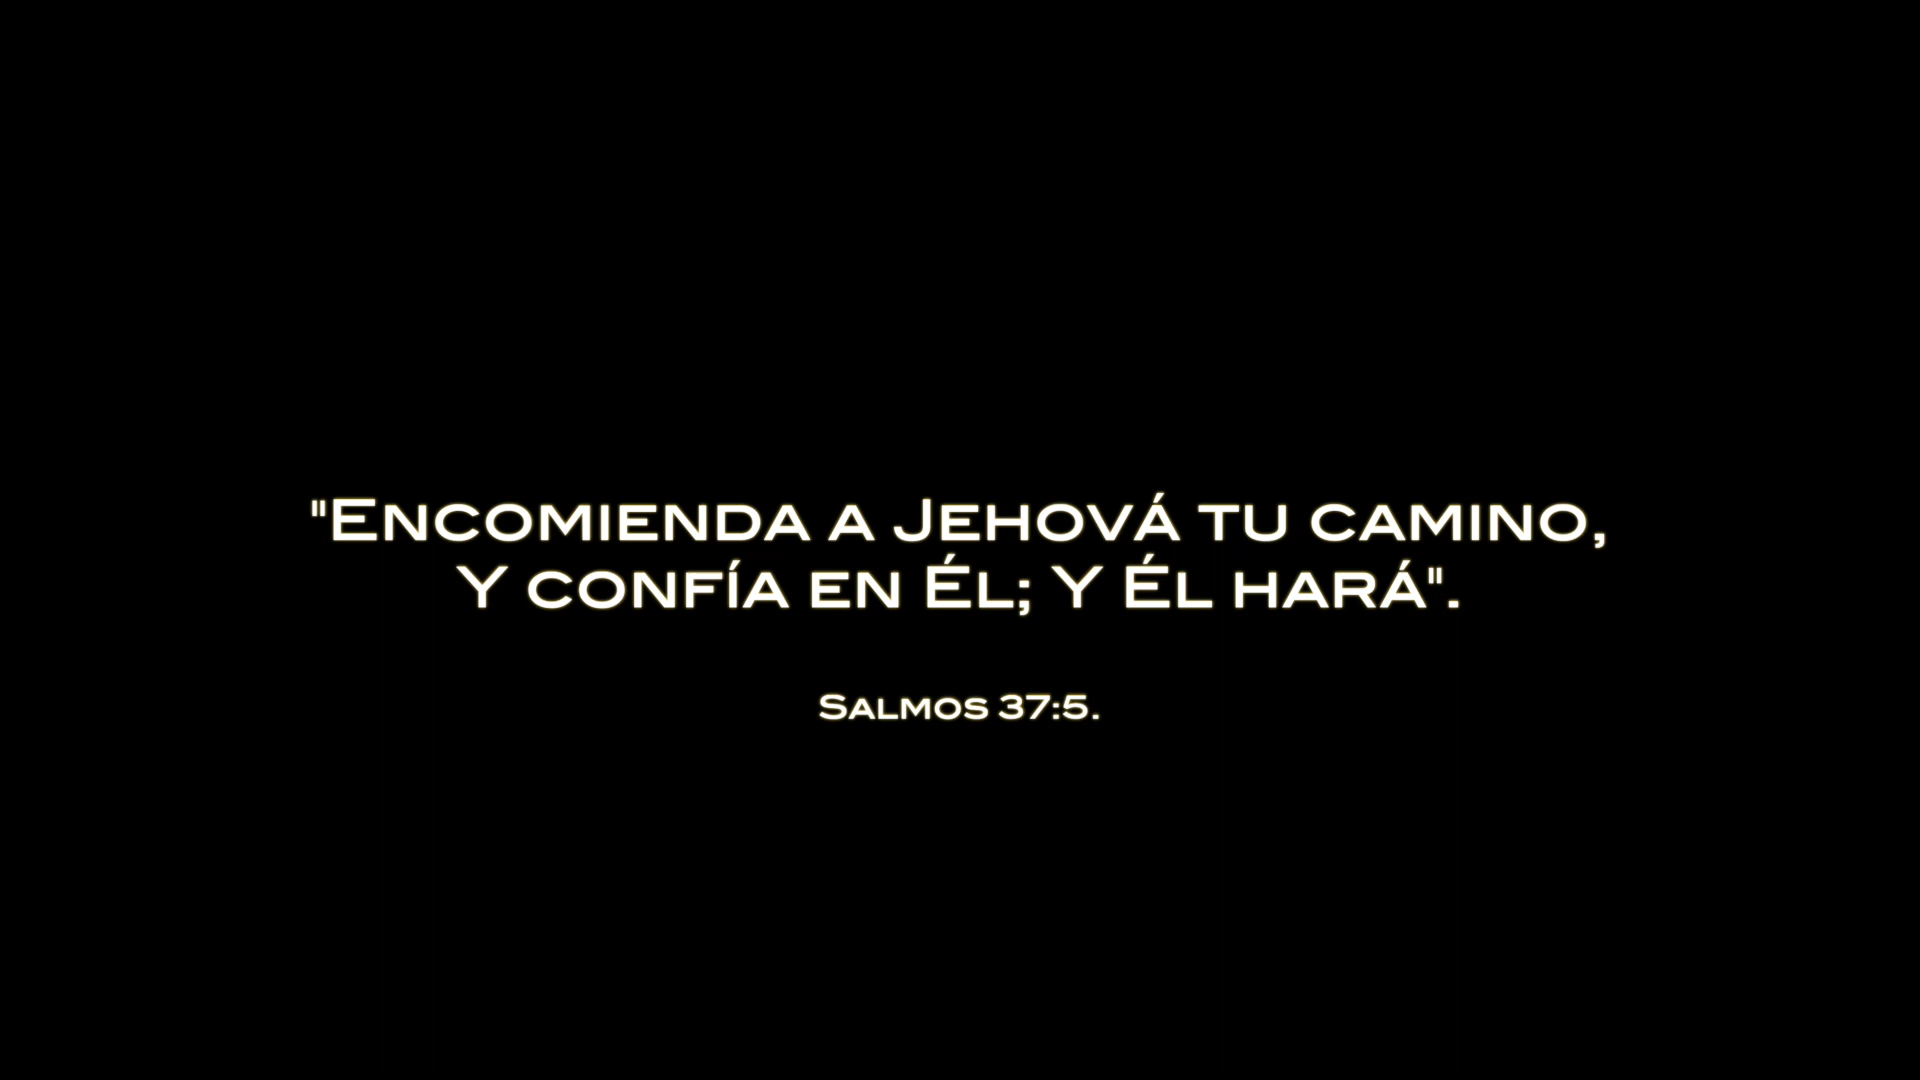 "Encomienda a Jehová tu camino,
Y confía en Él; Y Él hará".
Salmos 37:5.